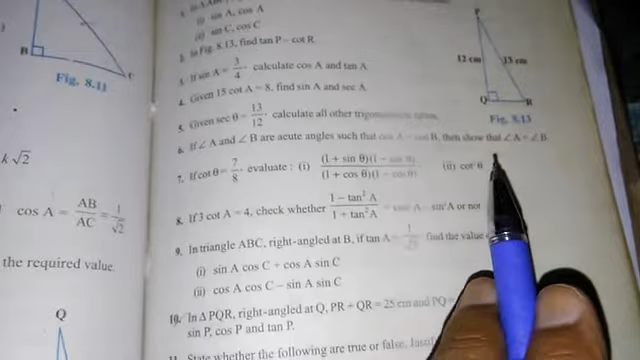 B
C
Fig. 8.11
k√2
cos A = AB/AC = 1/√2
the required value.
Q
(i) sin A, cos A
(ii) sin C, cos C
2. In Fig. 8.13, find tan P – cot R.
3. If sin A = 3/4, calculate cos A and tan A.
4. Given 15 cot A = 8, find sin A and sec A.
5. Given sec θ = 13/12, calculate all other trigonometric ratios.
6. If ∠A and ∠B are acute angles such that cos A = cos B, then show that ∠A = ∠B.
7. If cot θ = 7/8, evaluate : (i) (1 + sin θ)(1 – sin θ)/(1 + cos θ)(1 – cos θ) (ii) cot² θ
8. If 3 cot A = 4, check whether 1 – tan² A/1 + tan² A = cos² A – sin² A or not
9. In triangle ABC, right-angled at B, if tan A = 1/√3 find the value
(i) sin A cos C + cos A sin C
(ii) cos A cos C – sin A sin C
10. In Δ PQR, right-angled at Q, PR + QR = 25 cm and PQ =
sin P, cos P and tan P.
11. State whether the following are true or false.
P
12 cm
13 cm
Q
R
Fig. 8.13